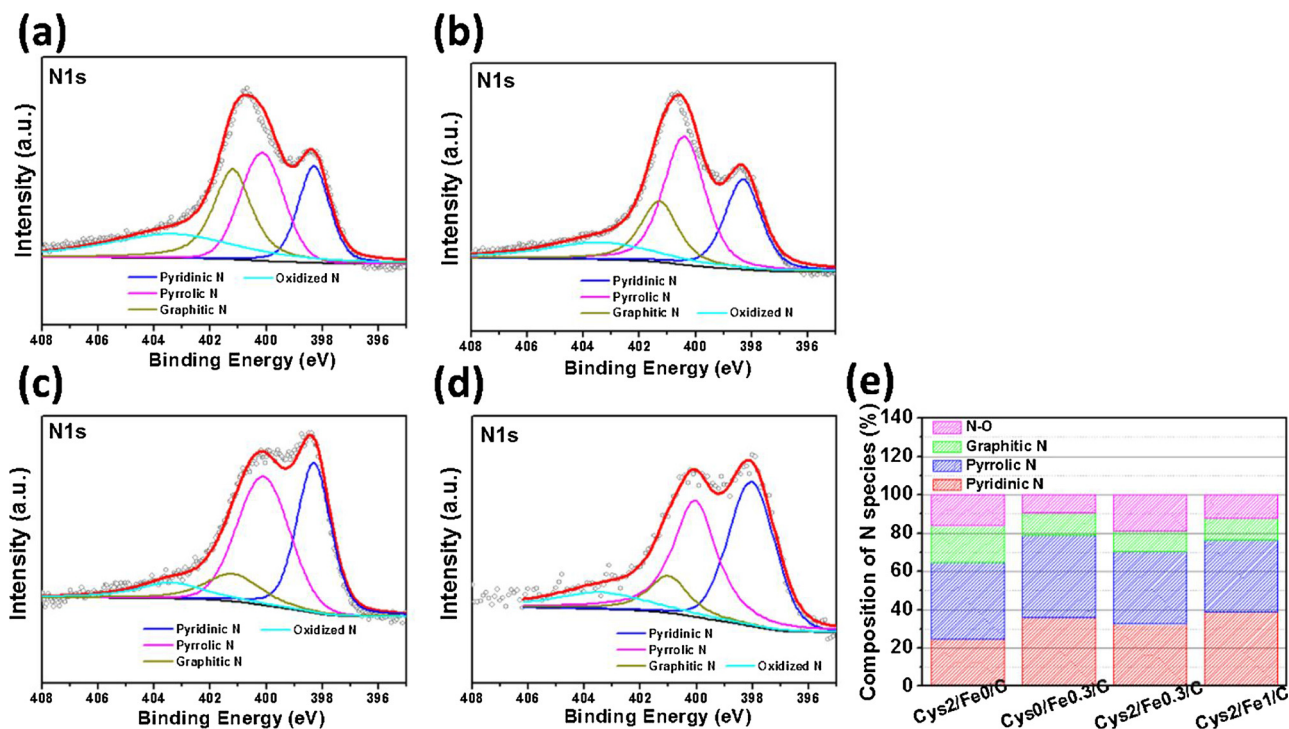 (a)
N1s
Intensity (a.u.)
Pyridinic N
Oxidized N
Pyrrolic N
Graphitic N
408 406 404 402 400 398 396
Binding Energy (eV)
(b)
N1s
Intensity (a.u.)
Pyridinic N
Pyrrolic N
Graphitic N
Oxidized N
408 406 404 402 400 398 396
Binding Energy (eV)
(c)
N1s
Intensity (a.u.)
Pyridinic N
Oxidized N
Pyrrolic N
Graphitic N
408 406 404 402 400 398 396
Binding Energy (eV)
(d)
N1s
Intensity (a.u.)
Pyridinic N
Pyrrolic N
Graphitic N
Oxidized N
408 406 404 402 400 398 396
Binding Energy (eV)
(e)
Composition of N species (%)
140
120
100
80
60
40
20
0
N-O
Graphitic N
Pyrrolic N
Pyridinic N
Cys2/Fe0/C
Cys0/Fe0.3/C
Cys2/Fe0.3/C
Cys2/Fe1/C